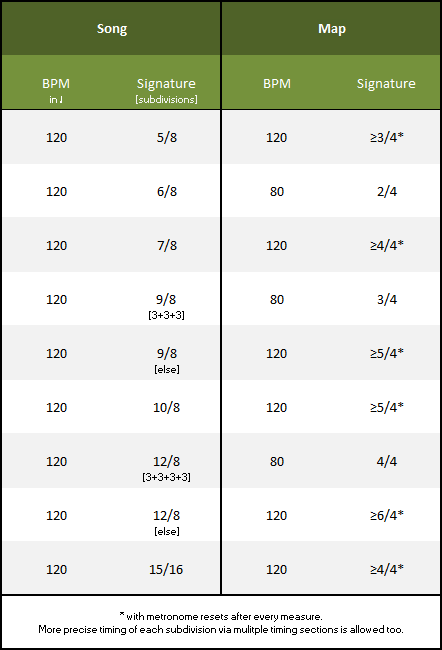 Song Map
BPM Signature BPM Signature
in ♩ [subdivisions]
120 5/8 120 ≥3/4*
120 6/8 80 2/4
120 7/8 120 ≥4/4*
120 9/8 80 3/4
[3+3+3]
120 9/8 120 ≥5/4*
[else]
120 10/8 120 ≥5/4*
120 12/8 80 4/4
[3+3+3+3]
120 12/8 120 ≥6/4*
[else]
120 15/16 120 ≥4/4*
* with metronome resets after every measure.
More precise timing of each subdivision via mulitple timing sections is allowed too.